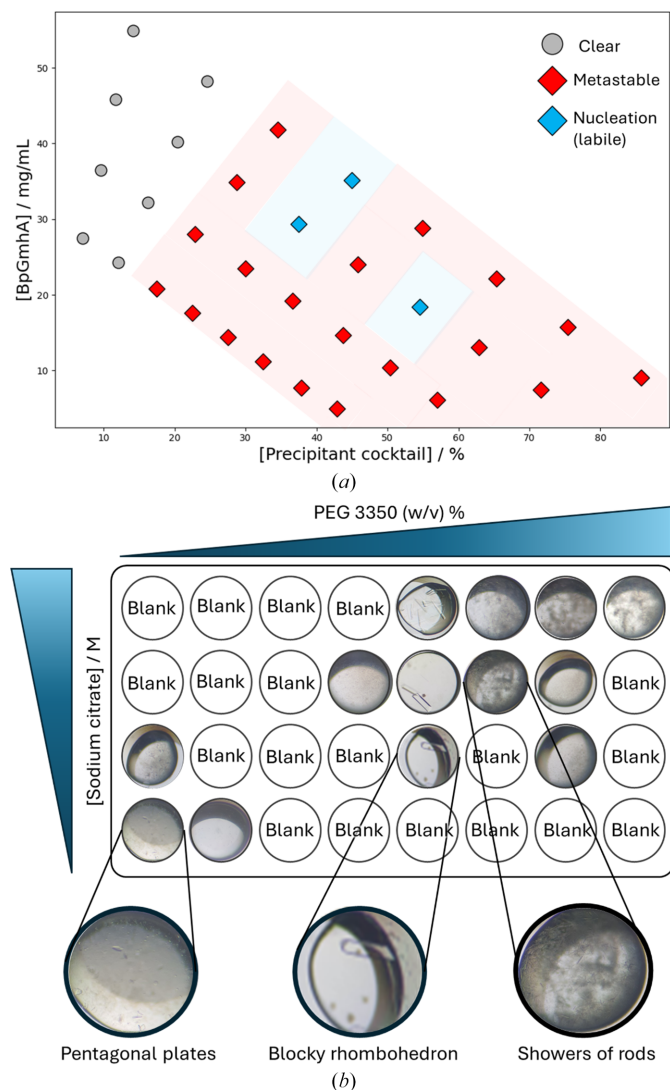 Clear
Metastable
Nucleation
(labile)
[BpGmhA] / mg/mL
50
40
30
20
10
10 20 30 40 50 60 70 80
[Precipitant cocktail] / %
(a)
PEG 3350 (w/v) %
[Sodium citrate] / M
Blank Blank Blank Blank
Blank Blank Blank Blank
Blank Blank Blank Blank Blank
Blank Blank Blank Blank Blank Blank
Pentagonal plates Blocky rhombohedron Showers of rods
(b)